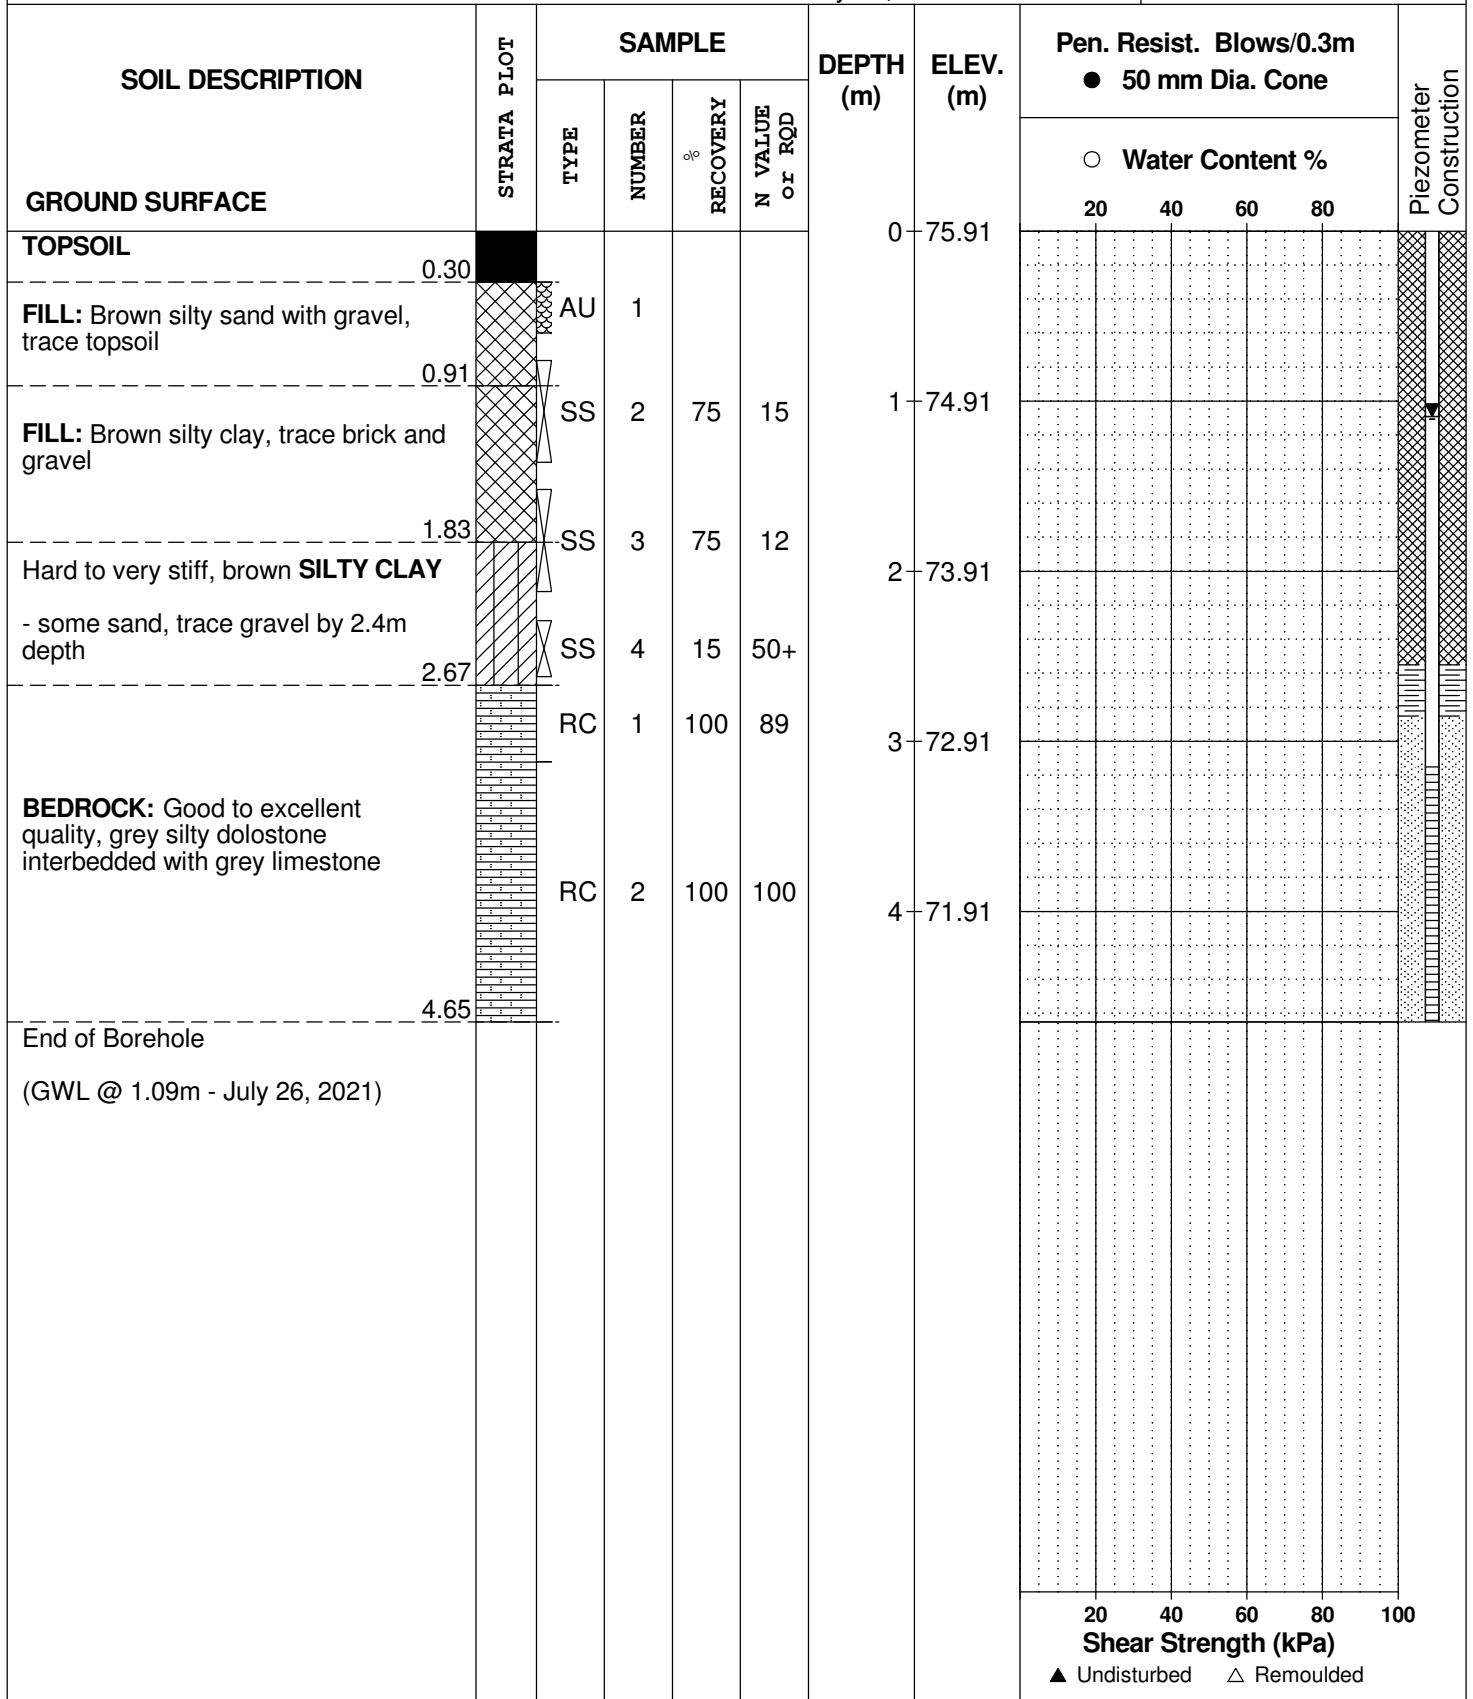 SOIL DESCRIPTION
GROUND SURFACE
STRATA PLOT
SAMPLE
TYPE
NUMBER
% RECOVERY
N VALUE or RQD
DEPTH (m)
ELEV. (m)
Pen. Resist. Blows/0.3m
● 50 mm Dia. Cone
○ Water Content %
20 40 60 80
Piezometer Construction
0 75.91
TOPSOIL
0.30
FILL: Brown silty sand with gravel,
trace topsoil
AU 1
0.91
SS 2 75 15
1 74.91
FILL: Brown silty clay, trace brick and
gravel
1.83
SS 3 75 12
Hard to very stiff, brown SILTY CLAY
2 73.91
- some sand, trace gravel by 2.4m
depth
SS 4 15 50+
2.67
RC 1 100 89
3 72.91
BEDROCK: Good to excellent
quality, grey silty dolostone
interbedded with grey limestone
RC 2 100 100
4 71.91
4.65
End of Borehole
(GWL @ 1.09m - July 26, 2021)
20 40 60 80 100
Shear Strength (kPa)
▲ Undisturbed △ Remoulded